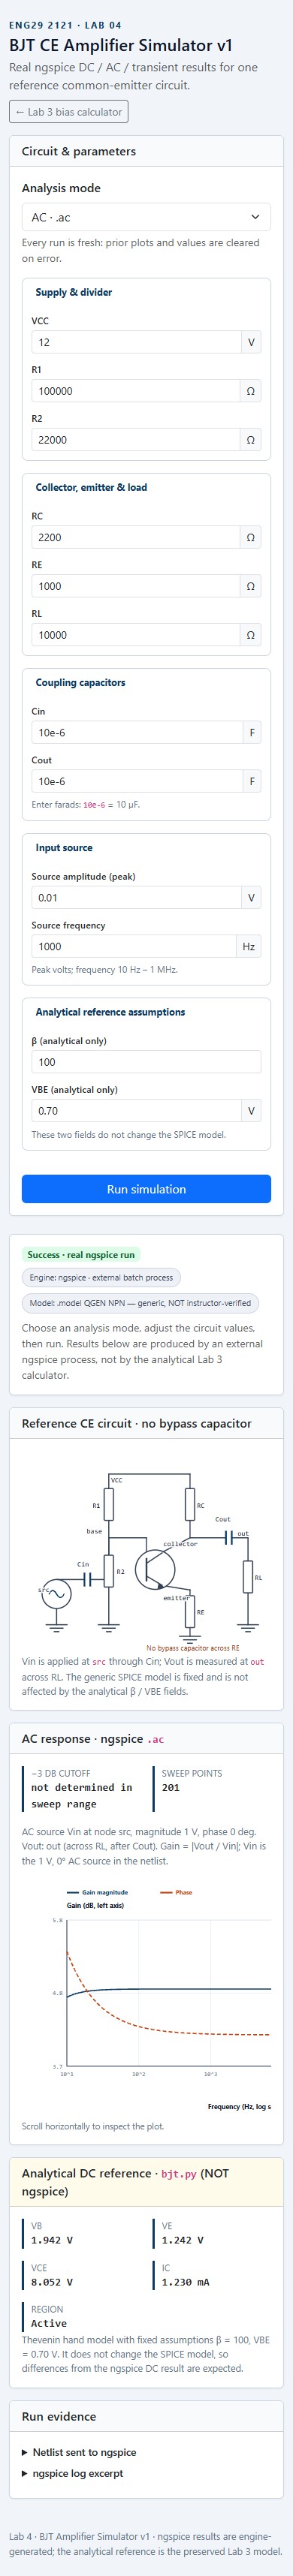 ENG29 2121 · LAB 04
BJT CE Amplifier Simulator v1
Real ngspice DC / AC / transient results for one
reference common-emitter circuit.
← Lab 3 bias calculator
Circuit & parameters
Analysis mode
AC · .ac
Every run is fresh: prior plots and values are cleared
on error.
Supply & divider
VCC
12 V
R1
100000 Ω
R2
22000 Ω
Collector, emitter & load
RC
2200 Ω
RE
1000 Ω
RL
10000 Ω
Coupling capacitors
Cin
10e-6 F
Cout
10e-6 F
Enter farads: 10e-6 = 10 μF.
Input source
Source amplitude (peak)
0.01 V
Source frequency
1000 Hz
Peak volts; frequency 10 Hz – 1 MHz.
Analytical reference assumptions
β (analytical only)
100
VBE (analytical only)
0.70 V
These two fields do not change the SPICE model.
Run simulation
Success · real ngspice run
Engine: ngspice · external batch process
Model: .model QGEN NPN — generic, NOT instructor-verified
Choose an analysis mode, adjust the circuit values,
then run. Results below are produced by an external
ngspice process, not by the analytical Lab 3
calculator.
Reference CE circuit · no bypass capacitor
VCC
R1
RC
Cout
base
out
collector
Cin
R2
RL
src
emitter
RE
No bypass capacitor across RE
Vin is applied at src through Cin; Vout is measured at out
across RL. The generic SPICE model is fixed and is not
affected by the analytical β / VBE fields.
AC response · ngspice .ac
−3 DB CUTOFF
not determined in
sweep range
SWEEP POINTS
201
AC source Vin at node src, magnitude 1 V, phase 0 deg.
Vout: out (across RL, after Cout). Gain = |Vout / Vin|; Vin is
the 1 V, 0° AC source in the netlist.
Gain magnitude Phase
Gain (dB, left axis)
5.8
4.8
3.7
10^1 10^2 10^3
Frequency (Hz, log s
Scroll horizontally to inspect the plot.
Analytical DC reference · bjt.py (NOT
ngspice)
VB
1.942 V
VE
1.242 V
VCE
8.052 V
IC
1.230 mA
REGION
Active
Thevenin hand model with fixed assumptions β = 100, VBE
= 0.70 V. It does not change the SPICE model, so
differences from the ngspice DC result are expected.
Run evidence
▶ Netlist sent to ngspice
▶ ngspice log excerpt
Lab 4 · BJT Amplifier Simulator v1 · ngspice results are engine-
generated; the analytical reference is the preserved Lab 3 model.